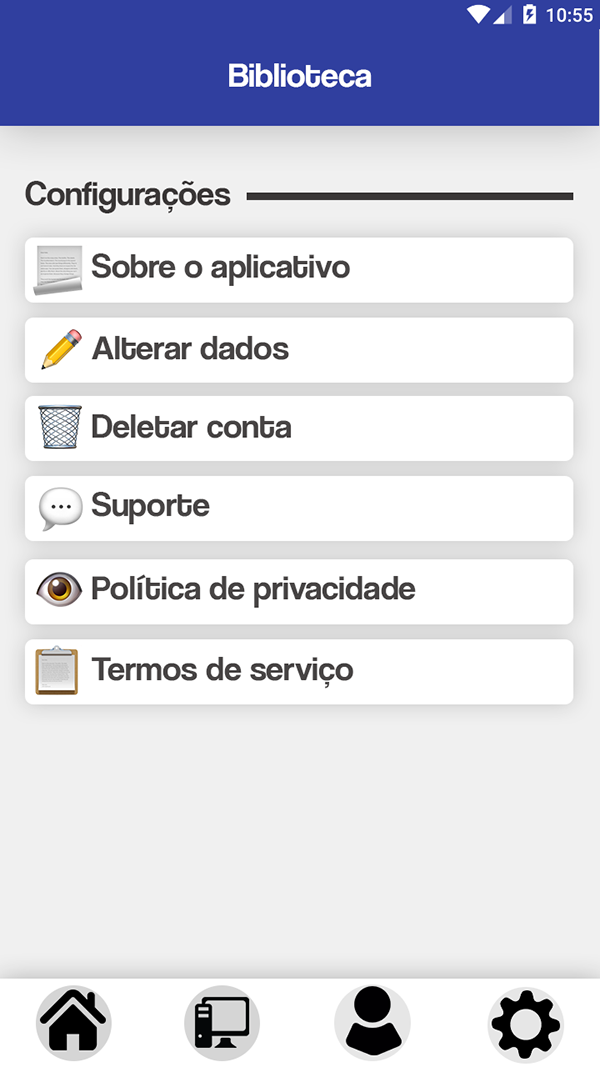 10:55
Biblioteca
Configurações
Sobre o aplicativo
Alterar dados
Deletar conta
Suporte
Política de privacidade
Termos de serviço